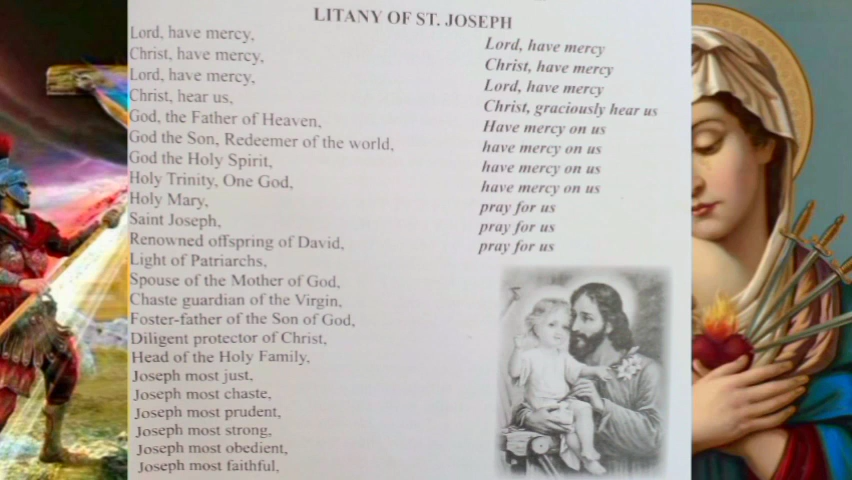 LITANY OF ST. JOSEPH
Lord, have mercy, Lord, have mercy
Christ, have mercy, Christ, have mercy
Lord, have mercy, Lord, have mercy
Christ, hear us, Christ, graciously hear us
God, the Father of Heaven, Have mercy on us
God the Son, Redeemer of the world, have mercy on us
God the Holy Spirit, have mercy on us
Holy Trinity, One God, have mercy on us
Holy Mary, pray for us
Saint Joseph, pray for us
Renowned offspring of David, pray for us
Light of Patriarchs,
Spouse of the Mother of God,
Chaste guardian of the Virgin,
Foster-father of the Son of God,
Diligent protector of Christ,
Head of the Holy Family,
Joseph most just,
Joseph most chaste,
Joseph most prudent,
Joseph most strong,
Joseph most obedient,
Joseph most faithful,